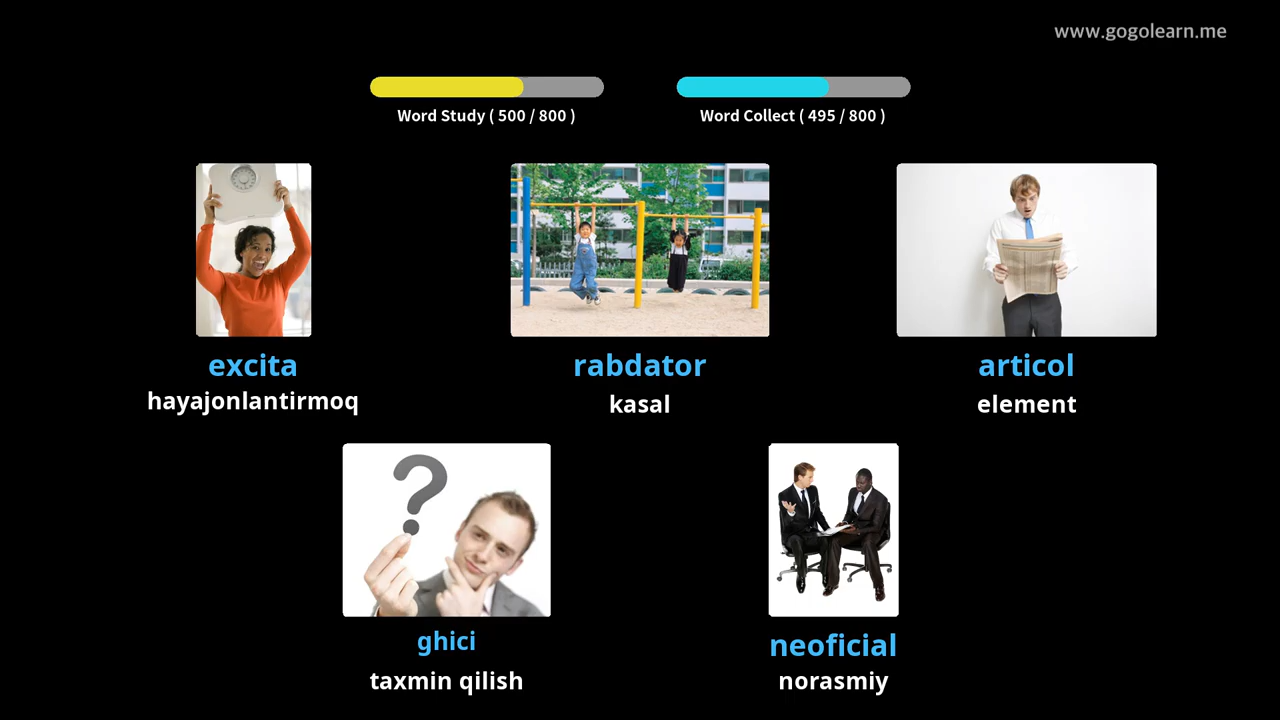 www.gogolearn.me
Word Study ( 500 / 800 )
Word Collect ( 495 / 800 )
excita
hayajonlantirmoq
rabdator
kasal
articol
element
ghici
taxmin qilish
neoficial
norasmiy